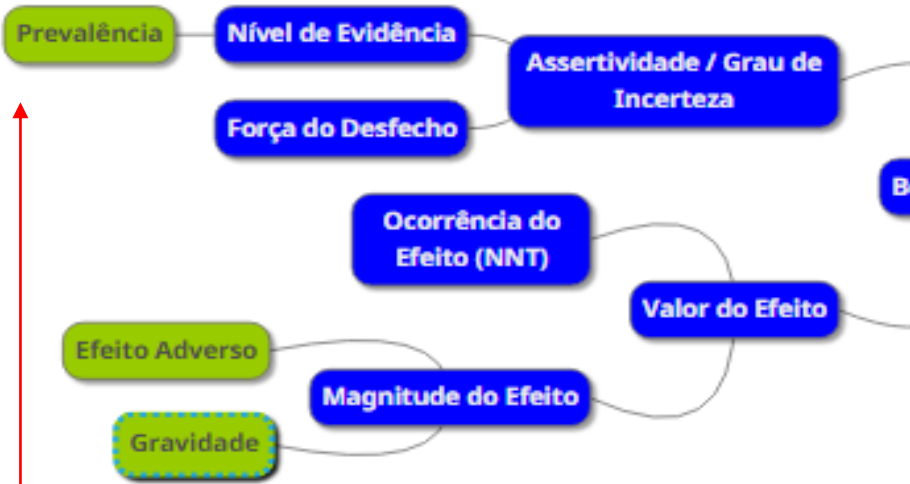 Prevalência
Nível de Evidência
Assertividade / Grau de
Incerteza
Força do Desfecho
B
Ocorrência do
Efeito (NNT)
Valor do Efeito
Efeito Adverso
Magnitude do Efeito
Gravidade